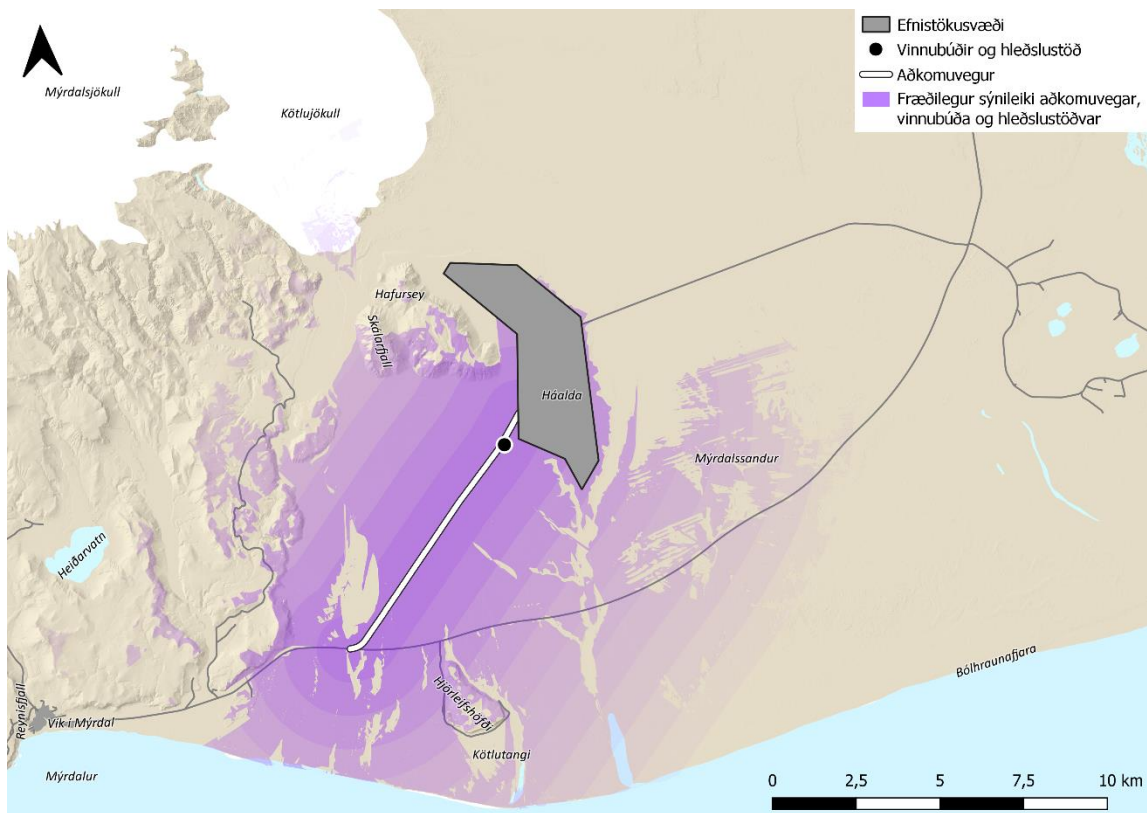 Efnistökusvæði
Vinnubúðir og hleðslustöð
Aðkomuvegur
Fræðilegur sýnileiki aðkomuvegar,
vinnubúða og hleðslustöðvar
Mýrdalsjökull
Kötlujökull
Hafursey
Skálarfjall
Háalda
Mýrdalssandur
Heiðarvatn
Bólhraunafjara
Hjörleifshöfði
Reynisfjall
Vik i Mýrdal
Kötlutangi
Mýrdalur
0 2,5 5 7,5 10 km